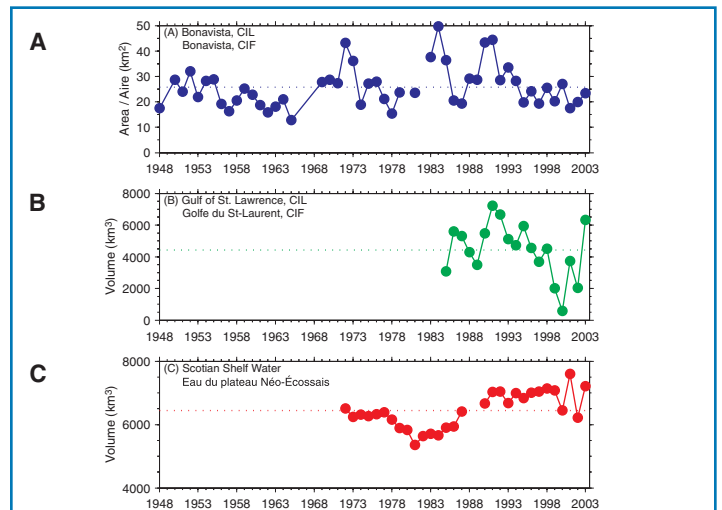 A
(A) Bonavista, CIL
Bonavista, CIF
Area / Aire (km²)
50
40
30
20
10
0
1948 1953 1958 1963 1968 1973 1978 1983 1988 1993 1998 2003
B
(B) Gulf of St. Lawrence, CIL
Golfe du St-Laurent, CIF
Volume (km³)
8000
6000
4000
2000
0
1948 1953 1958 1963 1968 1973 1978 1983 1988 1993 1998 2003
C
(C) Scotian Shelf Water
Eau du plateau Néo-Écossais
Volume (km³)
8000
6000
4000
1948 1953 1958 1963 1968 1973 1978 1983 1988 1993 1998 2003